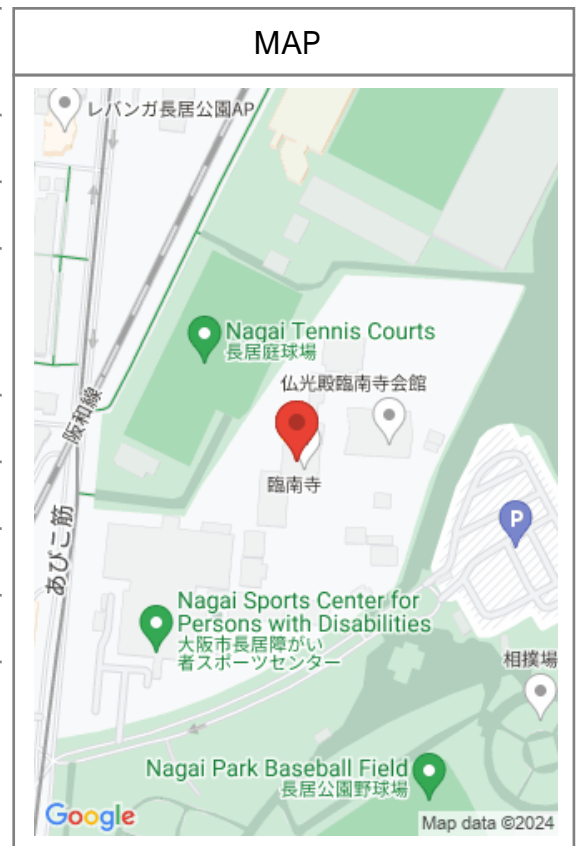 MAP
レバンガ長居公園AP
Nagai Tennis Courts
長居庭球場
仏光殿臨南寺会館
阪和線
臨南寺
P
あびこ筋
Nagai Sports Center for
Persons with Disabilities
大阪市長居障がい
者スポーツセンター
相撲場
Nagai Park Baseball Field
長居公園野球場
Google
Map data ©2024